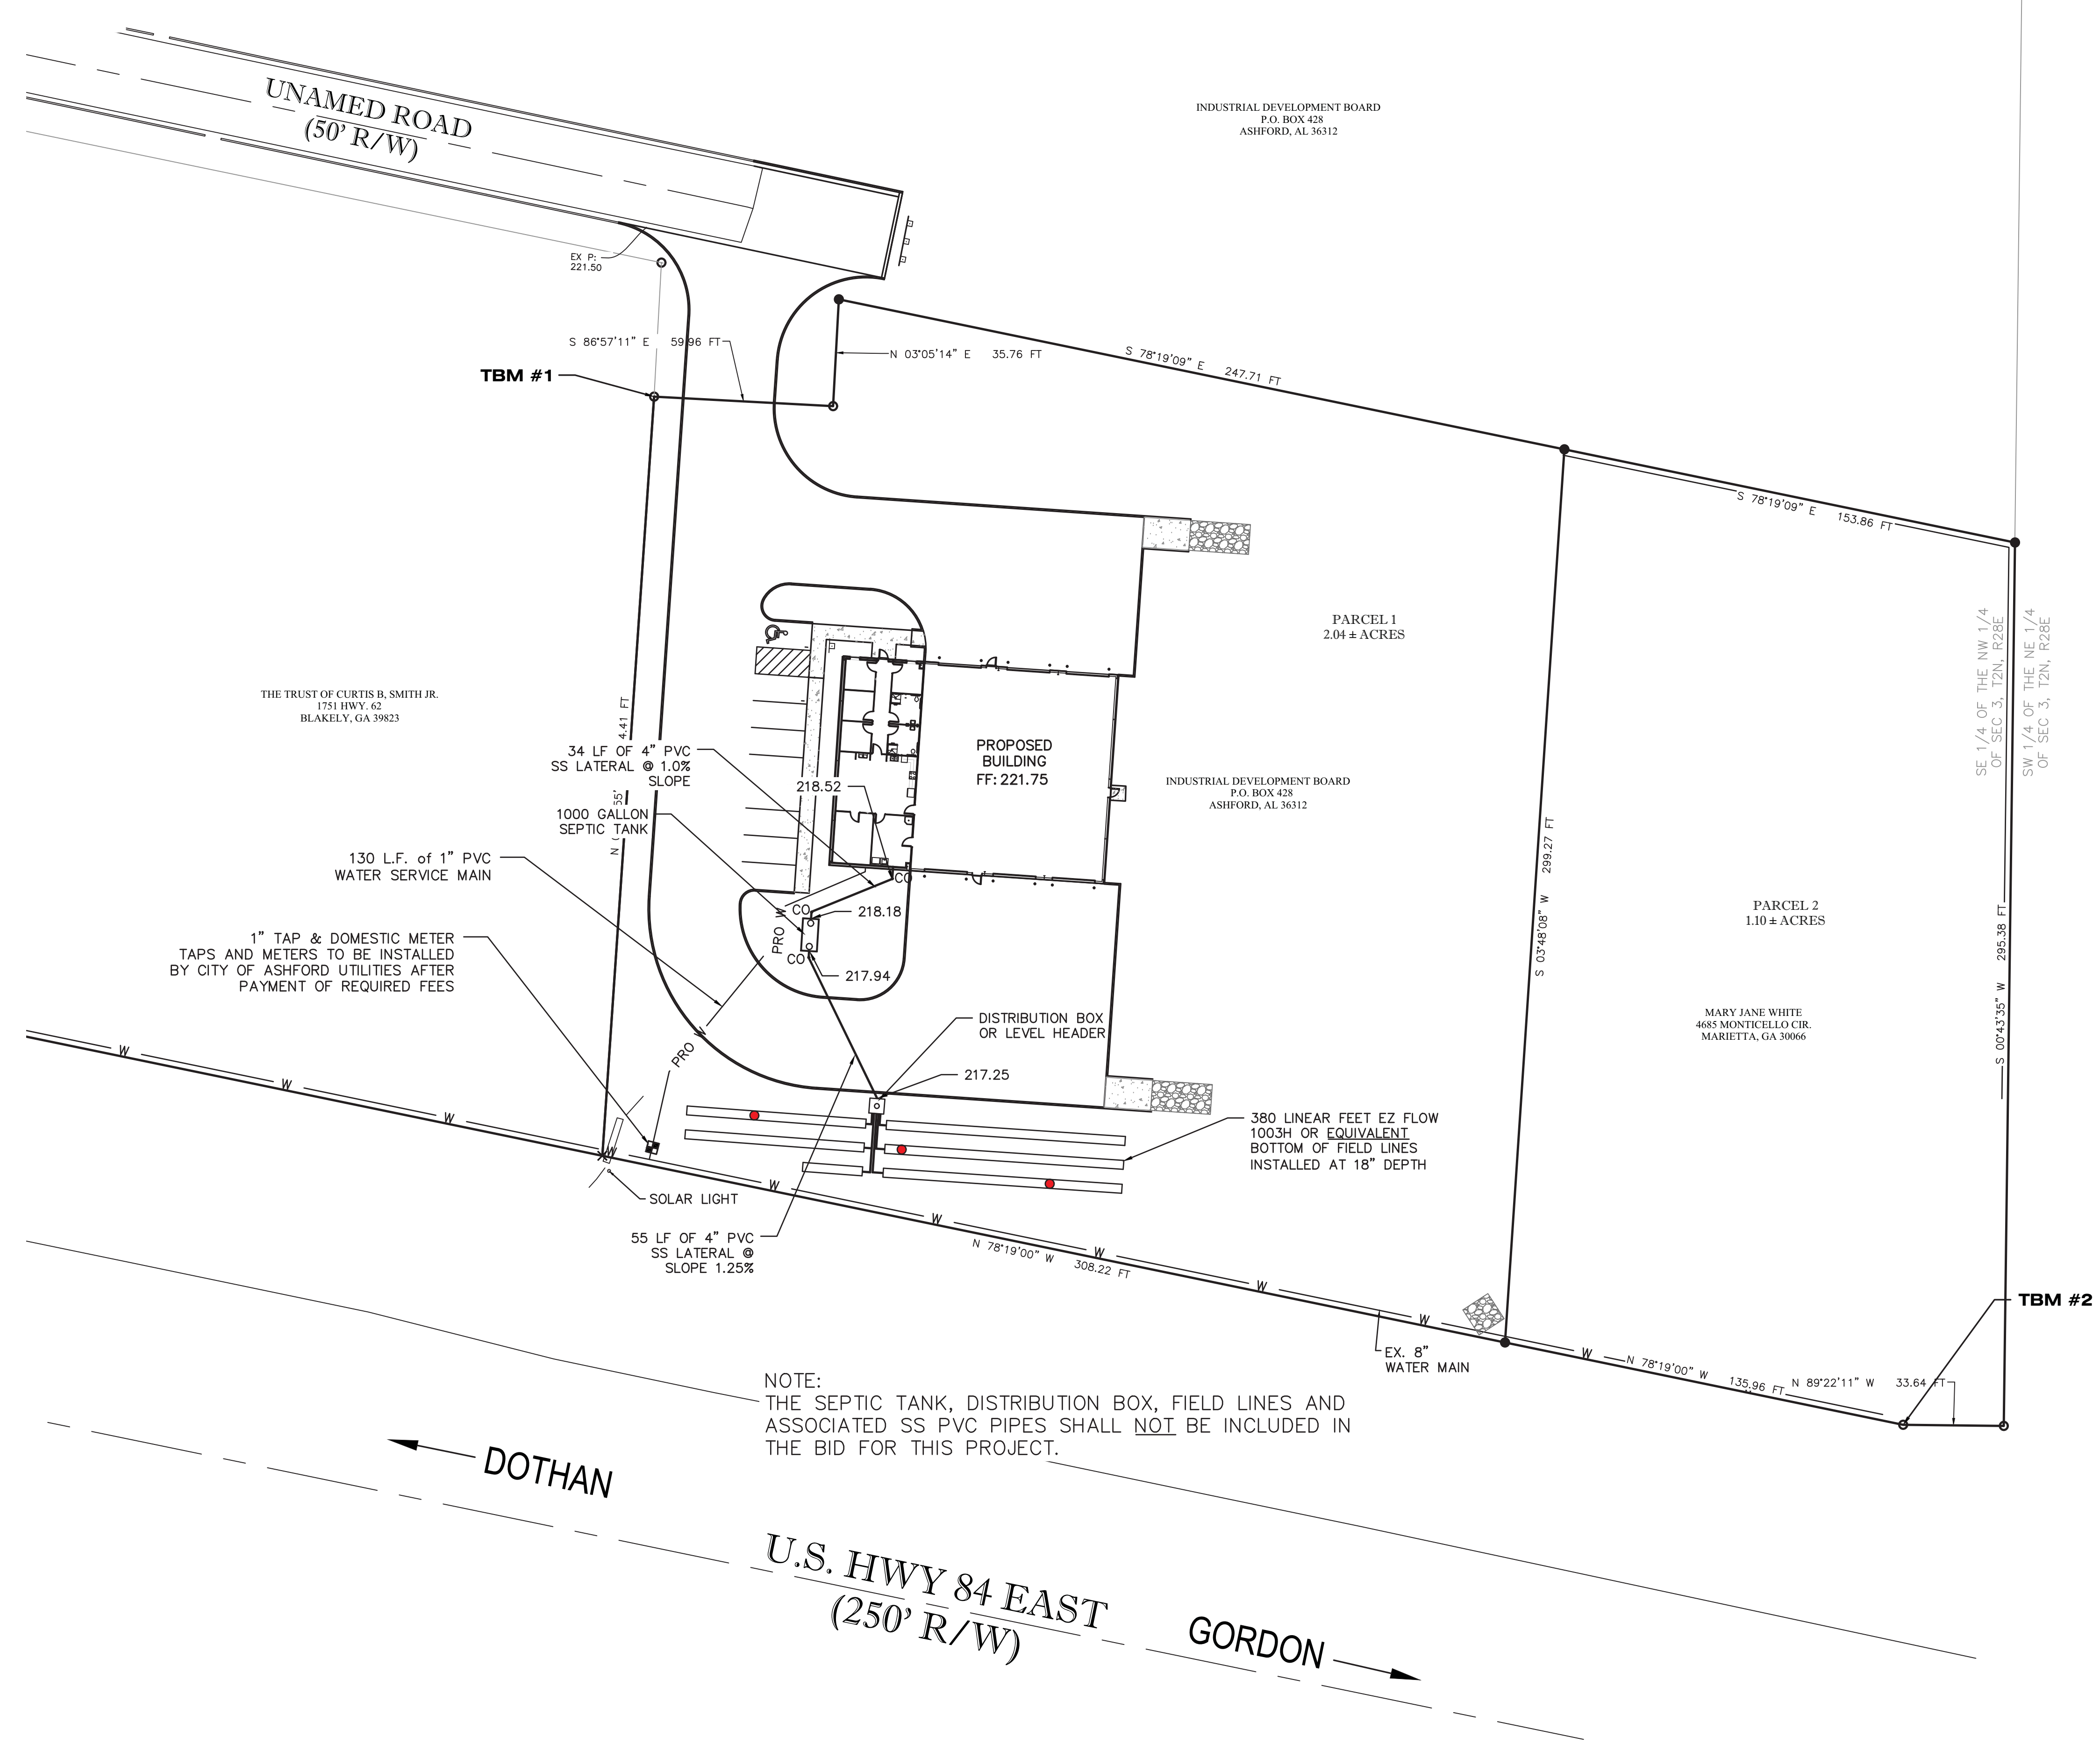 UNAMED ROAD
(50' R/W)
INDUSTRIAL DEVELOPMENT BOARD
P.O. BOX 428
ASHFORD, AL 36312
EX P:
221.50
S 86°57'11" E 59.96 FT
N 03°05'14" E 35.76 FT
TBM #1
S 78°19'09" E 247.71 FT
S 78°19'09" E 153.86 FT
SE 1/4 OF THE NW 1/4
OF SEC 3, T2N, R28E
SW 1/4 OF THE NE 1/4
OF SEC 3, T2N, R28E
PARCEL 1
2.04 ± ACRES
THE TRUST OF CURTIS B, SMITH JR.
1751 HWY. 62
BLAKELY, GA 39823
4.41 FT
55'
N
34 LF OF 4" PVC
SS LATERAL @ 1.0%
SLOPE
218.52
PROPOSED
BUILDING
FF: 221.75
INDUSTRIAL DEVELOPMENT BOARD
P.O. BOX 428
ASHFORD, AL 36312
1000 GALLON
SEPTIC TANK
S 03°48'08" W 299.27 FT
130 L.F. of 1" PVC
WATER SERVICE MAIN
CO
CO
218.18
PRO W
CO
217.94
PARCEL 2
1.10 ± ACRES
S 00°43'35" W 295.38 FT
1" TAP & DOMESTIC METER
TAPS AND METERS TO BE INSTALLED
BY CITY OF ASHFORD UTILITIES AFTER
PAYMENT OF REQUIRED FEES
MARY JANE WHITE
4685 MONTICELLO CIR.
MARIETTA, GA 30066
DISTRIBUTION BOX
OR LEVEL HEADER
PRO W
217.25
W
W
W
W
W
W
W
W
W
W
380 LINEAR FEET EZ FLOW
1003H OR EQUIVALENT
BOTTOM OF FIELD LINES
INSTALLED AT 18" DEPTH
SOLAR LIGHT
55 LF OF 4" PVC
SS LATERAL @
SLOPE 1.25%
N 78°19'00" W 308.22 FT
EX. 8"
WATER MAIN
TBM #2
N 78°19'00" W 135.96 FT
N 89°22'11" W 33.64 FT
NOTE:
THE SEPTIC TANK, DISTRIBUTION BOX, FIELD LINES AND
ASSOCIATED SS PVC PIPES SHALL NOT BE INCLUDED IN
THE BID FOR THIS PROJECT.
DOTHAN
U.S. HWY 84 EAST
(250' R/W)
GORDON